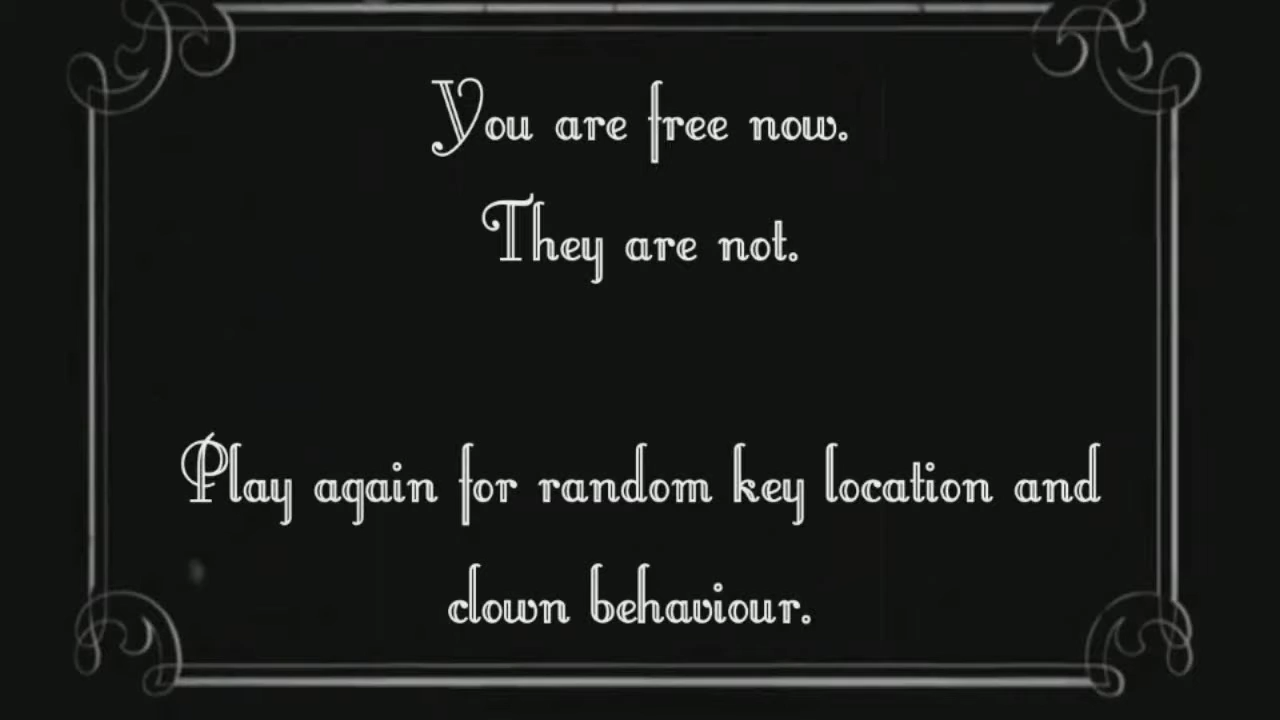 You are free now.
They are not.
Play again for random key location and
clown behaviour.